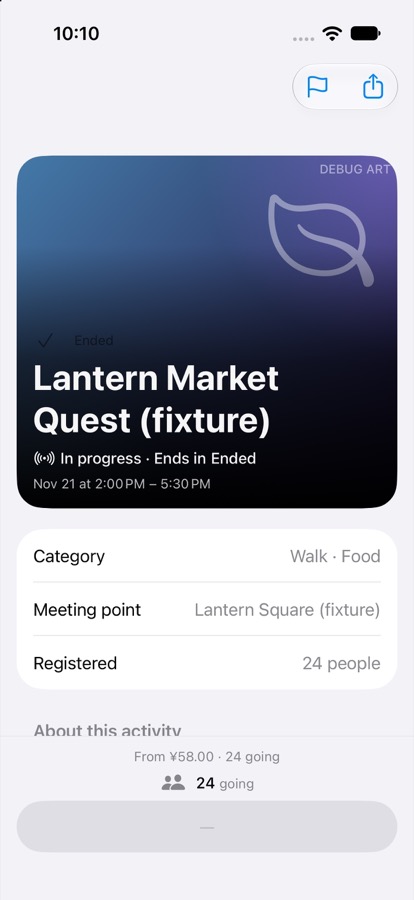 10:10
DEBUG ART
Ended
Lantern Market
Quest (fixture)
In progress · Ends in Ended
Nov 21 at 2:00 PM – 5:30 PM
Category
Walk · Food
Meeting point
Lantern Square (fixture)
Registered
24 people
About this activity
From ¥58.00 · 24 going
24 going
—